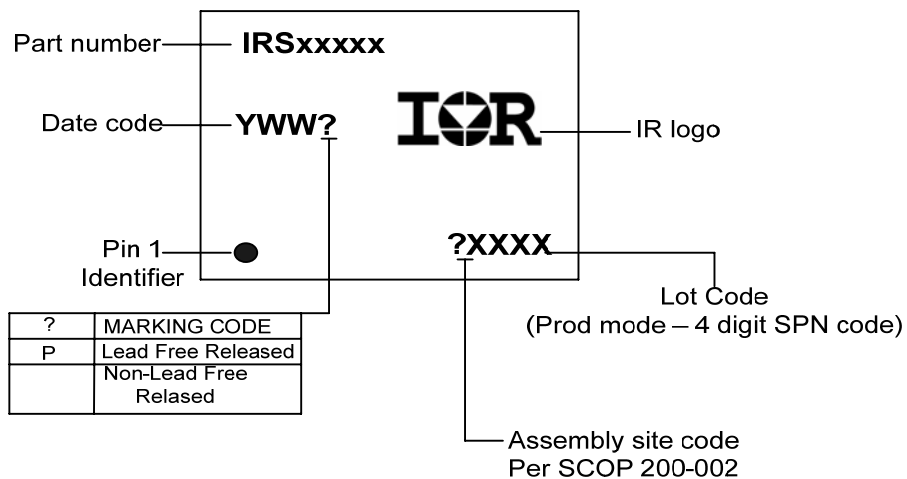 Part number
IRSxxxxx
Date code
YWW?
IOR
IR logo
Pin 1
Identifier
?XXXX
Lot Code
(Prod mode – 4 digit SPN code)
? MARKING CODE
P Lead Free Released
Non-Lead Free
Relased
Assembly site code
Per SCOP 200-002